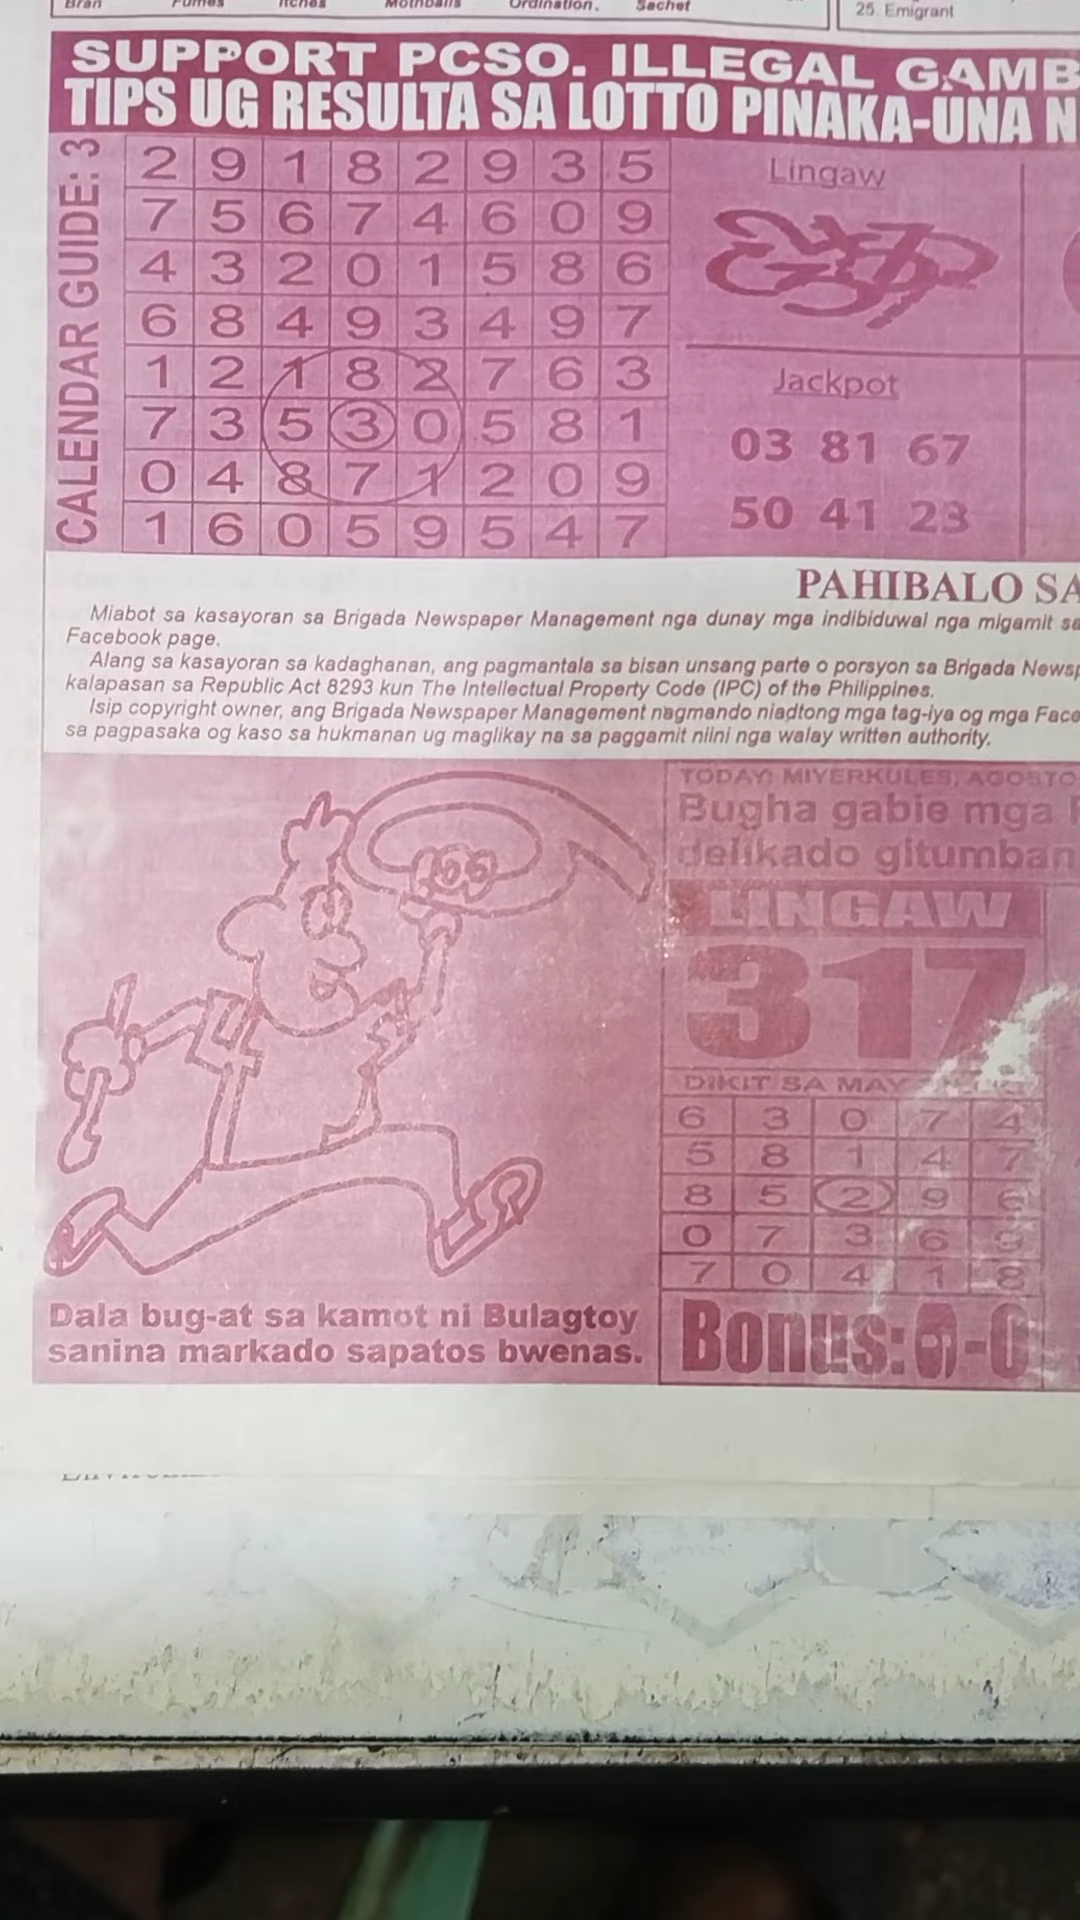 Bran Fumes Itches Mothballs Ordination. Sachet
25. Emigrant
SUPPORT PCSO. ILLEGAL GAMB
TIPS UG RESULTA SA LOTTO PINAKA-UNA N
CALENDAR GUIDE: 3
2 9 1 8 2 9 3 5
7 5 6 7 4 6 0 9
4 3 2 0 1 5 8 6
6 8 4 9 3 4 9 7
1 2 1 8 2 7 6 3
7 3 5 3 0 5 8 1
0 4 8 7 1 2 0 9
1 6 0 5 9 5 4 7
Lingaw
Jackpot
03 81 67
50 41 23
PAHIBALO SA
Miabot sa kasayoran sa Brigada Newspaper Management nga dunay mga indibiduwal nga migamit sa
Facebook page.
Alang sa kasayoran sa kadaghanan, ang pagmantala sa bisan unsang parte o porsyon sa Brigada Newsp
kalapasan sa Republic Act 8293 kun The Intellectual Property Code (IPC) of the Philippines.
Isip copyright owner, ang Brigada Newspaper Management nagmando niadtong mga tag-iya og mga Face
sa pagpasaka og kaso sa hukmanan ug maglikay na sa paggamit niini nga walay written authority.
TODAY: MIYERKULES, AGOSTO
Bugha gabie mga
delikado gitumban
LINGAW
317
DIKIT SA MAY
6 3 0 7 4
5 8 1 4 7
8 5 2 9 6
0 7 3 6 9
7 0 4 1 8
Dala bug-at sa kamot ni Bulagtoy
sanina markado sapatos bwenas.
Bonus: